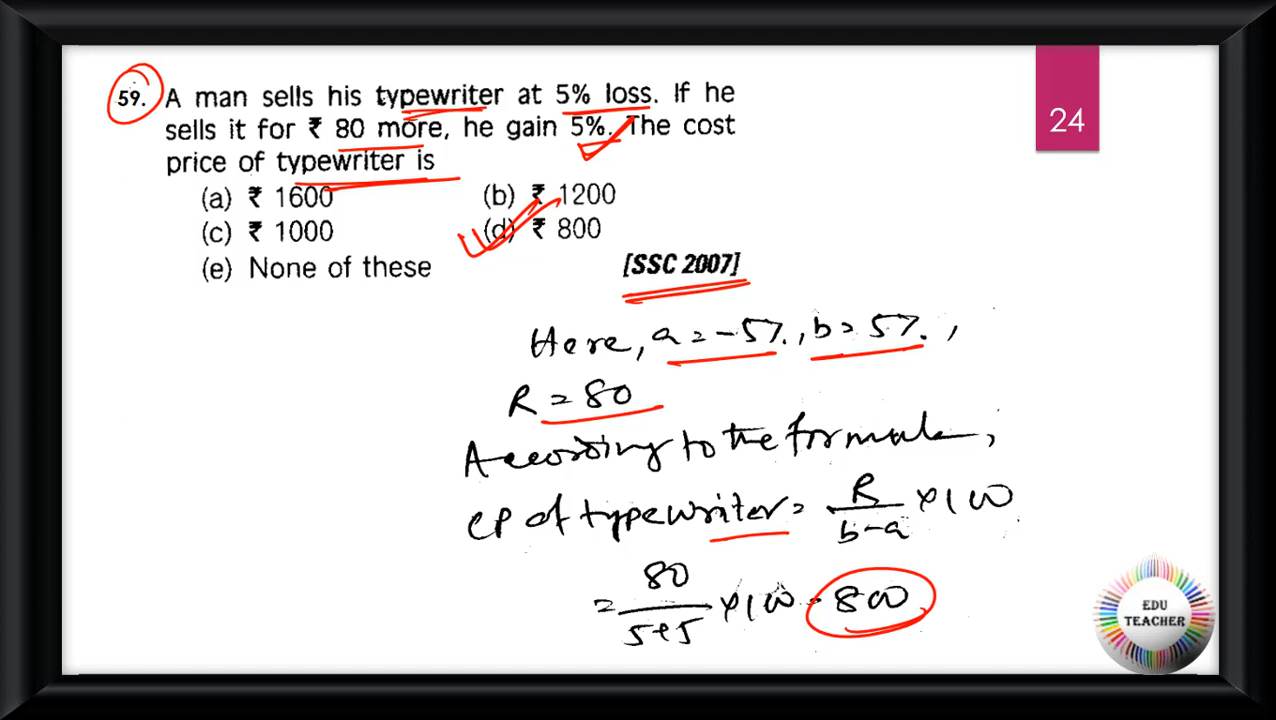 59. A man sells his typewriter at 5% loss. If he
24
sells it for ₹ 80 more, he gain 5%. The cost
price of typewriter is
(a) ₹ 1600 (b) ₹ 1200
(c) ₹ 1000 (d) ₹ 800
(e) None of these [SSC 2007]
Here, a = -5%, b = 5%,
R = 80
According to the formula,
CP of typewriter = R/b-a × 100
= 80/5+5 × 100 = 800
EDU
TEACHER